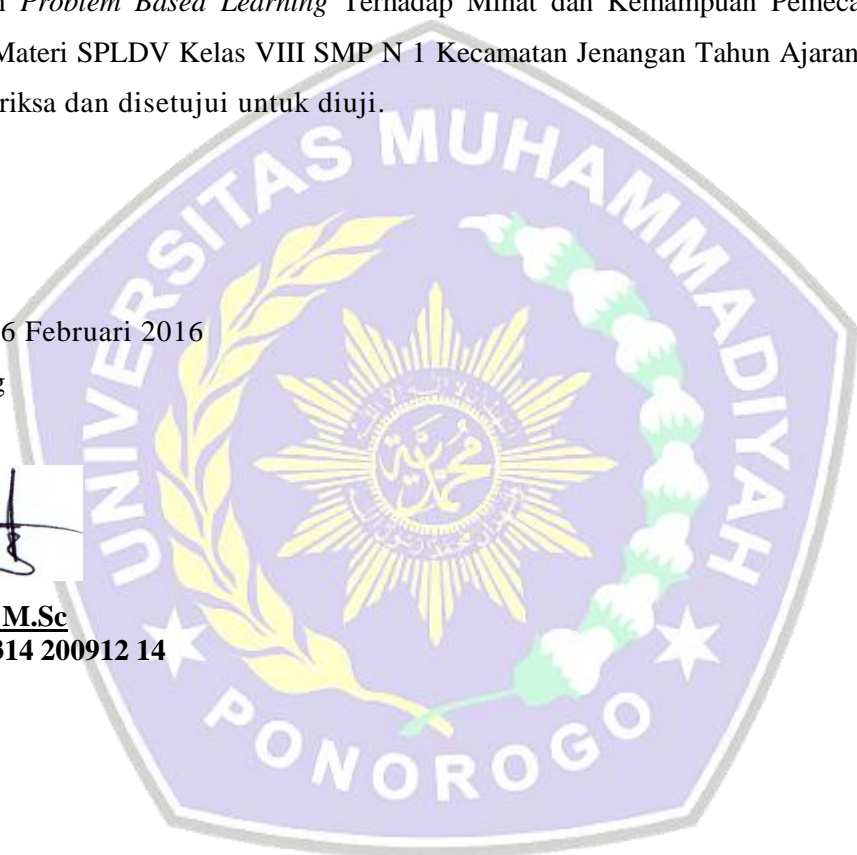 Problem Based Learning Terhadap Minat dan Kemampuan Pemeca
Materi SPLDV Kelas VIII SMP N 1 Kecamatan Jenangan Tahun Ajaran
riksa dan disetujui untuk diuji.
6 Februari 2016
g
M.Sc
314 200912 14
UNIVERSITAS MUHAMMADIYAH
PONOROGO